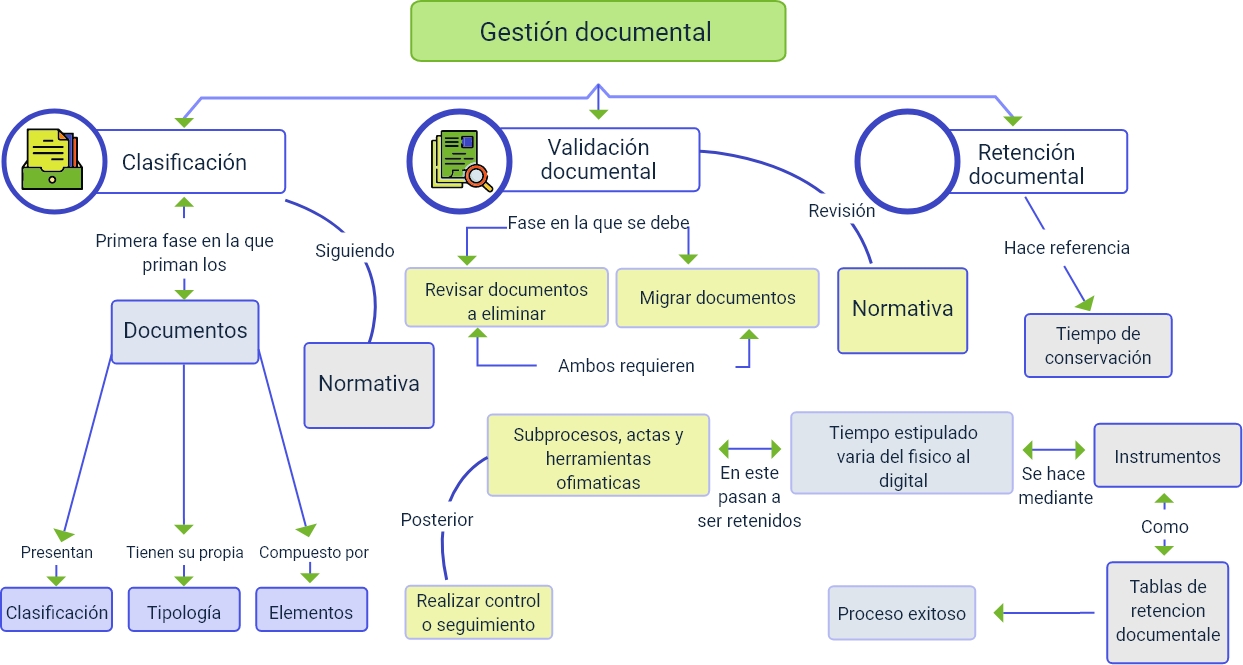 Gestión documental
Clasificación
Validación
documental
Retención
documental
Primera fase en la que
priman los
Siguiendo
Documentos
Normativa
Presentan
Tienen su propia
Compuesto por
Clasificación
Tipología
Elementos
Fase en la que se debe
Revisión
Revisar documentos
a eliminar
Migrar documentos
Normativa
Ambos requieren
Subprocesos, actas y
herramientas
ofimaticas
Posterior
Realizar control
o seguimiento
En este
pasan a
ser retenidos
Hace referencia
Tiempo de
conservación
Tiempo estipulado
varia del fisico al
digital
Se hace
mediante
Instrumentos
Como
Tablas de
retencion
documentale
Proceso exitoso